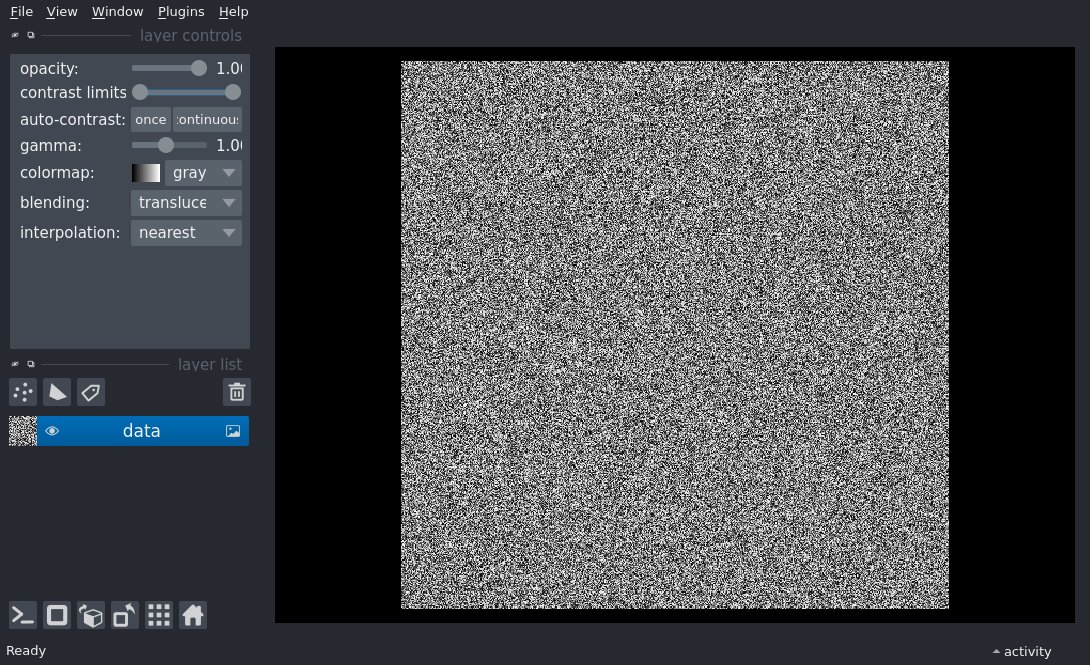 File View Window Plugins Help
layer controls
opacity: 1.0
contrast limits
auto-contrast: once continuous
gamma: 1.0
colormap: gray
blending: transluce
interpolation: nearest
layer list
data
Ready
activity